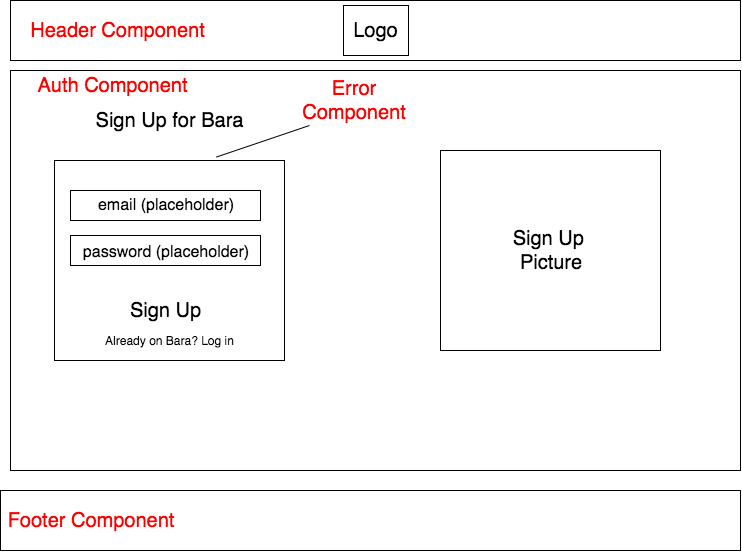 Header Component
Logo
Auth Component
Error
Component
Sign Up for Bara
email (placeholder)
password (placeholder)
Sign Up
Already on Bara? Log in
Sign Up
Picture
Footer Component